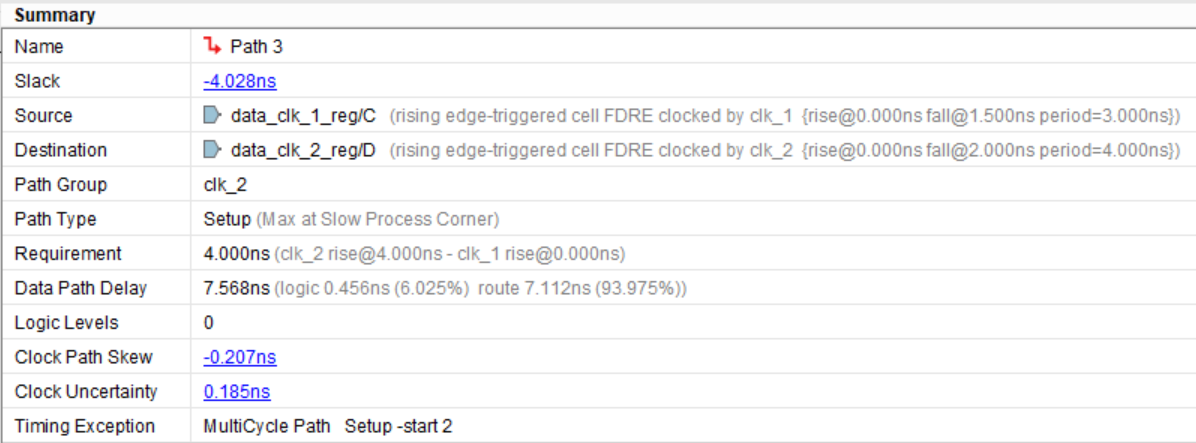 Summary
Name Path 3
Slack -4.028ns
Source data_clk_1_reg/C (rising edge-triggered cell FDRE clocked by clk_1 {rise@0.000ns fall@1.500ns period=3.000ns})
Destination data_clk_2_reg/D (rising edge-triggered cell FDRE clocked by clk_2 {rise@0.000ns fall@2.000ns period=4.000ns})
Path Group clk_2
Path Type Setup (Max at Slow Process Corner)
Requirement 4.000ns (clk_2 rise@4.000ns - clk_1 rise@0.000ns)
Data Path Delay 7.568ns (logic 0.456ns (6.025%) route 7.112ns (93.975%))
Logic Levels 0
Clock Path Skew -0.207ns
Clock Uncertainty 0.185ns
Timing Exception MultiCycle Path Setup -start 2